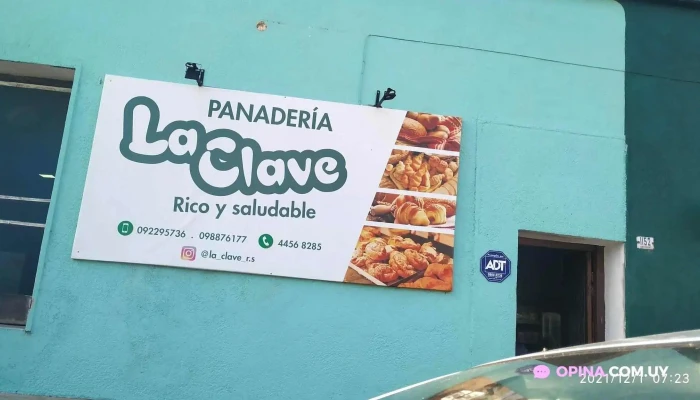 PANADERÍA
La Clave
Rico y saludable
092295736 . 098876177
4456 8285
@la_clave_r.s
ADT
OPINA.COM.UY
2021/12/1 07:23